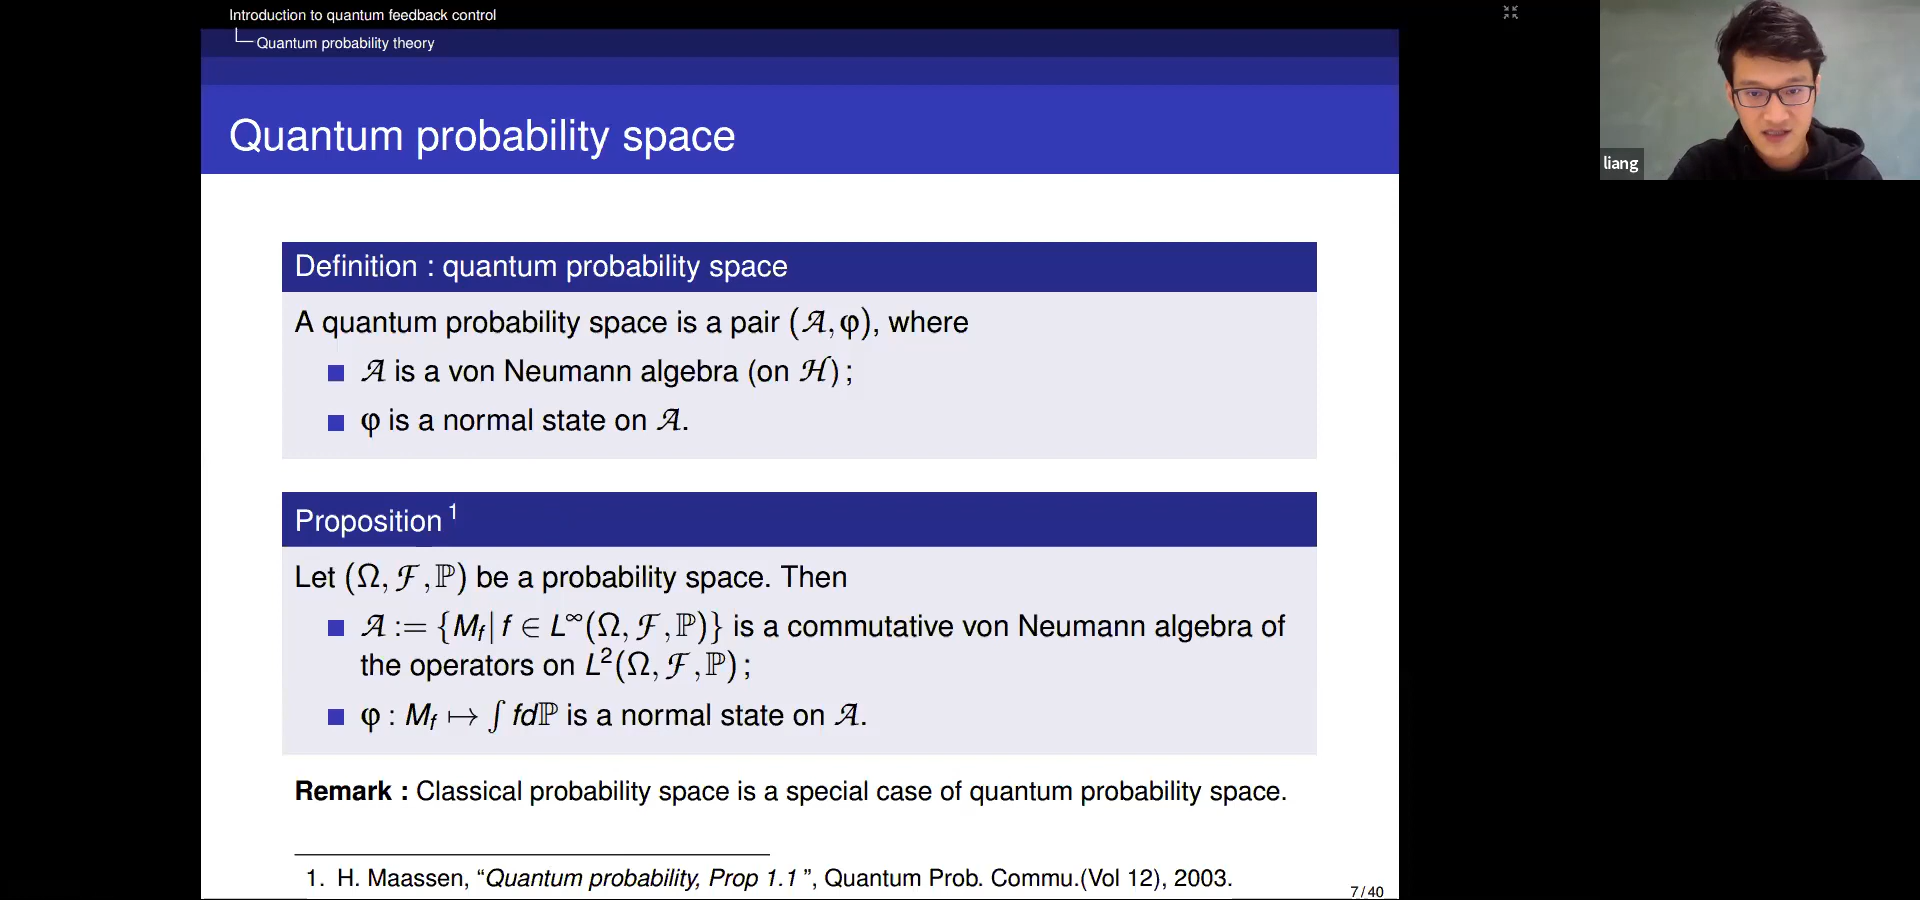 Introduction to quantum feedback control
Quantum probability theory
liang
Quantum probability space
Definition : quantum probability space
A quantum probability space is a pair (𝒜, φ), where
𝒜 is a von Neumann algebra (on ℋ) ;
φ is a normal state on 𝒜.
Proposition ¹
Let (Ω, ℱ, ℙ) be a probability space. Then
𝒜 := {M_f | f ∈ L^∞(Ω, ℱ, ℙ)} is a commutative von Neumann algebra of
the operators on L²(Ω, ℱ, ℙ) ;
φ : M_f ↦ ∫ fdℙ is a normal state on 𝒜.
Remark : Classical probability space is a special case of quantum probability space.
1. H. Maassen, “Quantum probability, Prop 1.1 ”, Quantum Prob. Commu.(Vol 12), 2003.
7 / 40